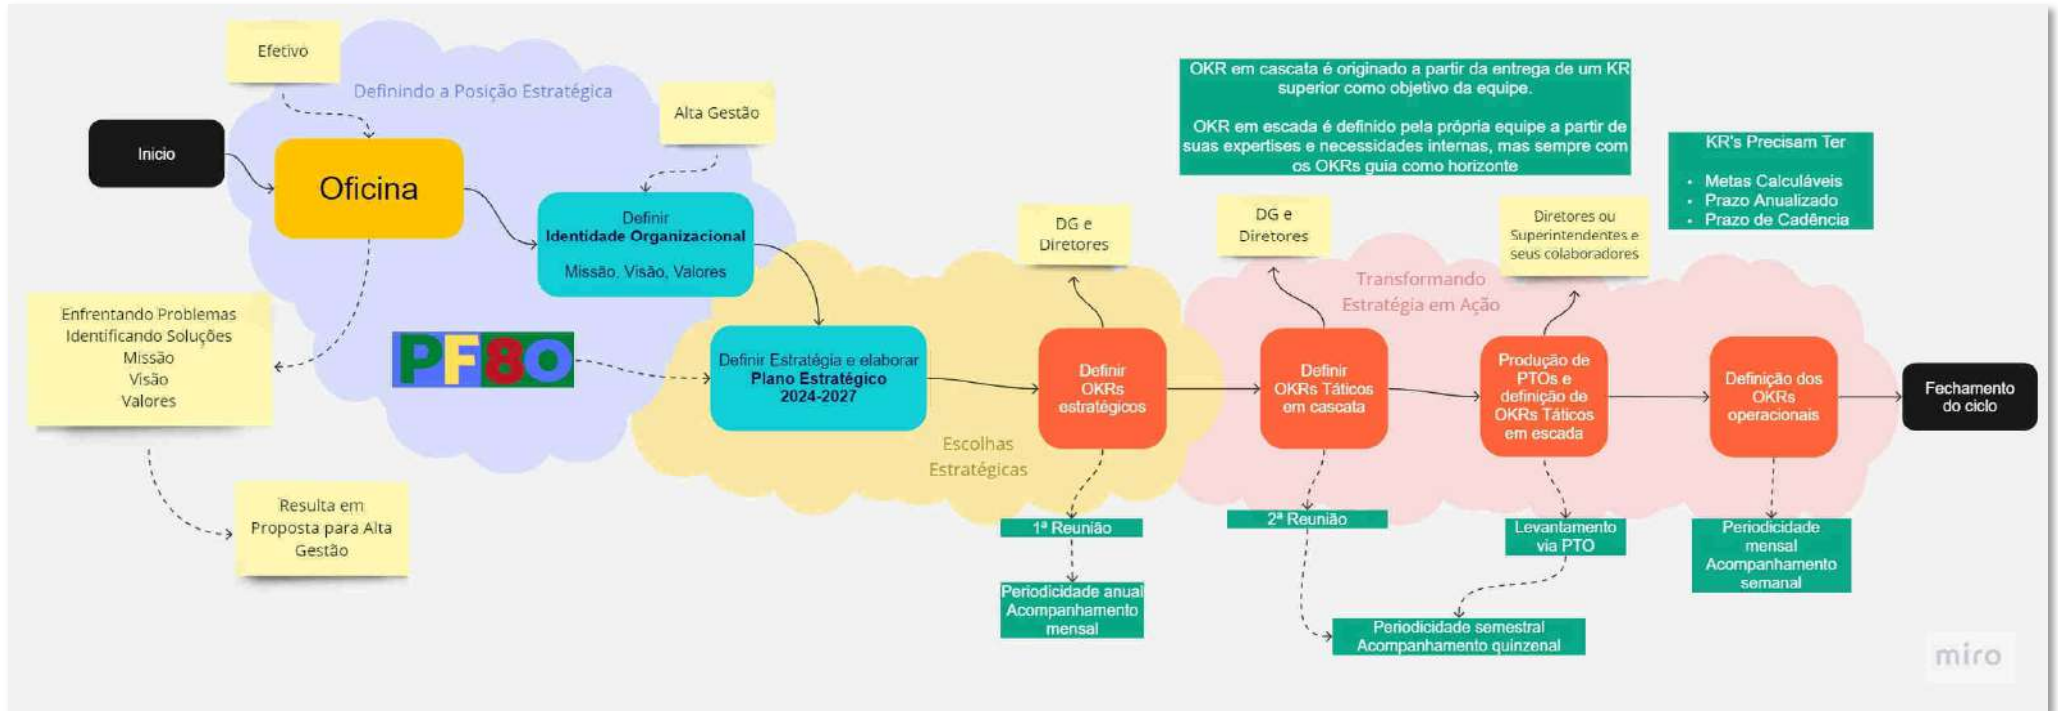 Efetivo
Definindo a Posição Estratégica
Alta Gestão
Inicio
Oficina
Definir
Identidade Organizacional
Missão, Visão, Valores
Enfrentando Problemas
Identificando Soluções
Missão
Visão
Valores
Resulta em
Proposta para Alta
Gestão
PF80
Definir Estratégia e elaborar
Plano Estratégico
2024-2027
Escolhas
Estratégicas
DG e
Diretores
Definir
OKRs
estratégicos
1ª Reunião
Periodicidade anual
Acompanhamento
mensal
OKR em cascata é originado a partir da entrega de um KR
superior como objetivo da equipe.
OKR em escada é definido pela própria equipe a partir de
suas expertises e necessidades internas, mas sempre com
os OKRs guia como horizonte
KR's Precisam Ter
• Metas Calculáveis
• Prazo Anualizado
• Prazo de Cadência
DG e
Diretores
Diretores ou
Superintendentes e
seus colaboradores
Transformando
Estratégia em Ação
Definir
OKRs Táticos
em cascata
Produção de
PTOs e
definição de
OKRs Táticos
em escada
Definição dos
OKRs
operacionais
Fechamento
do ciclo
2ª Reunião
Levantamento
via PTO
Periodicidade
mensal
Acompanhamento
semanal
Periodicidade semestral
Acompanhamento quinzenal
miro